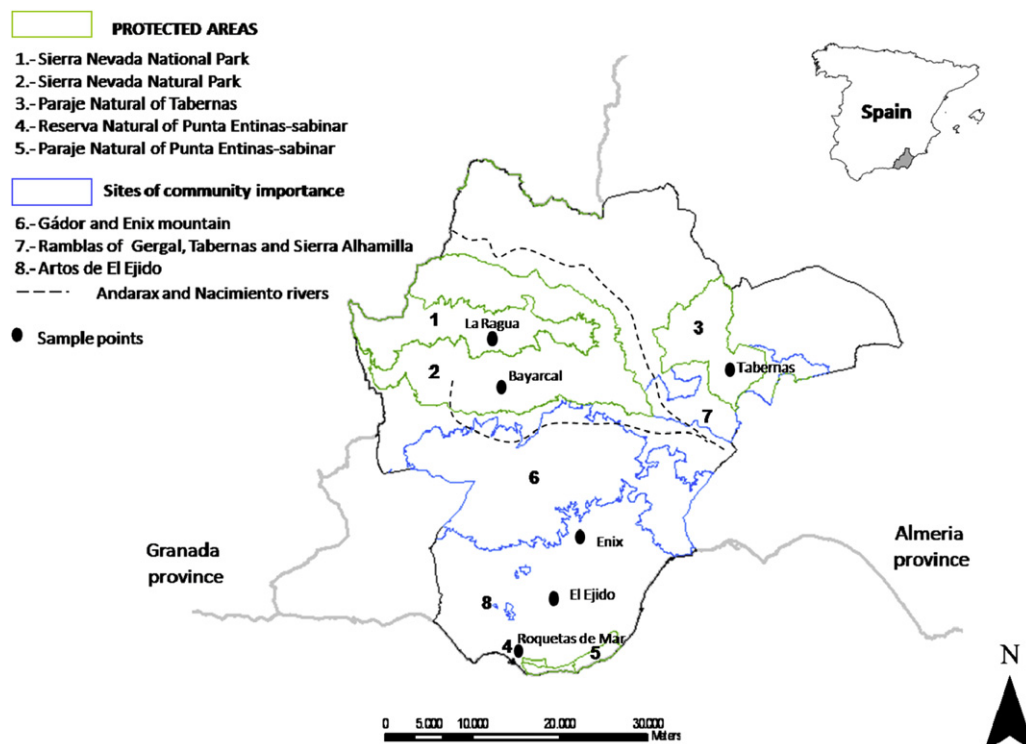 PROTECTED AREAS
1.- Sierra Nevada National Park
2.- Sierra Nevada Natural Park
3.- Paraje Natural of Tabernas
4.- Reserva Natural of Punta Entinas-sabinar
5.- Paraje Natural of Punta Entinas-sabinar
Sites of community importance
6.- Gádor and Enix mountain
7.- Ramblas of Gergal, Tabernas and Sierra Alhamilla
8.- Artos de El Ejido
Andarax and Nacimiento rivers
Sample points
Spain
1
La Ragua
3
2
Bayarcal
Tabernas
7
6
Enix
Granada
province
Almeria
province
El Ejido
8
Roquetas de Mar
4
5
N
0 5.000 10.000 20.000 30.000
Meters